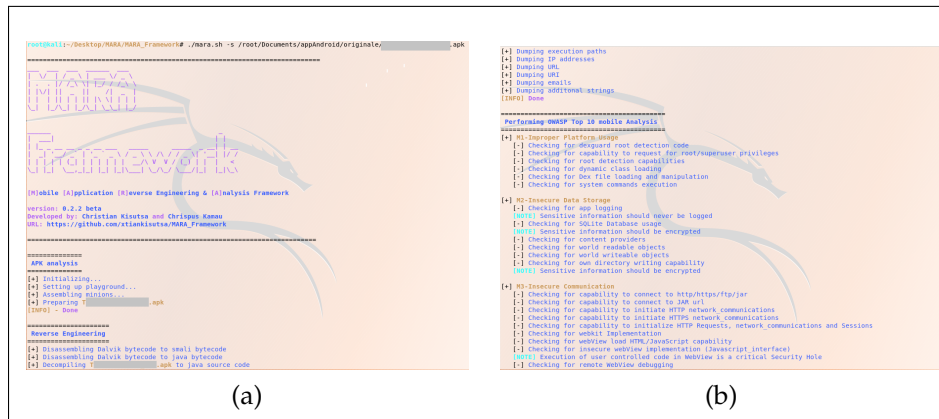 root@kali:~/Desktop/MARA/MARA_Framework# ./mara.sh -s /root/Documents/appAndroid/originale/ .apk
================================================================
MARA
Framework
[M]obile [A]pplication [R]everse Engineering & [A]nalysis Framework
version: 0.2.2 beta
Developed by: Christian Kisutsa and Chrispus Kamau
URL: https://github.com/xtiankisutsa/MARA_Framework
================================================================
==============
APK analysis
==============
[+] Initializing...
[+] Setting up playground...
[+] Assembling minions...
[+] Preparing T .apk
[INFO] - Done
=====================
Reverse Engineering
=====================
[+] Disassembling Dalvik bytecode to smali bytecode
[+] Disassembling Dalvik bytecode to java bytecode
[+] Decompiling T .apk to java source code
(a)
[+] Dumping execution paths
[+] Dumping IP addresses
[+] Dumping URL
[+] Dumping URI
[+] Dumping emails
[+] Dumping additonal strings
[INFO] Done
==========================================
Performing OWASP Top 10 mobile Analysis
==========================================
[+] M1-Improper Platform Usage
[-] Checking for dexguard root detection code
[-] Checking for capability to request for root/superuser privileges
[-] Checking for root detection capabilities
[-] Checking for dynamic class loading
[-] Checking for Dex file loading and manipulation
[-] Checking for system commands execution
[+] M2-Insecure Data Storage
[-] Checking for app logging
[NOTE] Sensitive information should never be logged
[-] Checking for SQLite Database usage
[NOTE] Sensitive information should be encrypted
[-] Checking for content providers
[-] Checking for world readable objects
[-] Checking for world writeable objects
[-] Checking for own directory writing capability
[NOTE] Sensitive information should be encrypted
[+] M3-Insecure Communication
[-] Checking for capability to connect to http/https/ftp/jar
[-] Checking for capability to connect to JAM url
[-] Checking for capability to initiate HTTP network_communications
[-] Checking for capability to initiate HTTPS network_communications
[-] Checking for capability to initialize HTTP Requests, network_communications and Sessions
[-] Checking for webkit Implementation
[-] Checking for webView load HTML/JavaScript capability
[-] Checking for insecure webView implementation (Javascript_interface)
[NOTE] Execution of user controlled code in WebView is a critical Security Hole
[-] Checking for remote WebView debugging
(b)